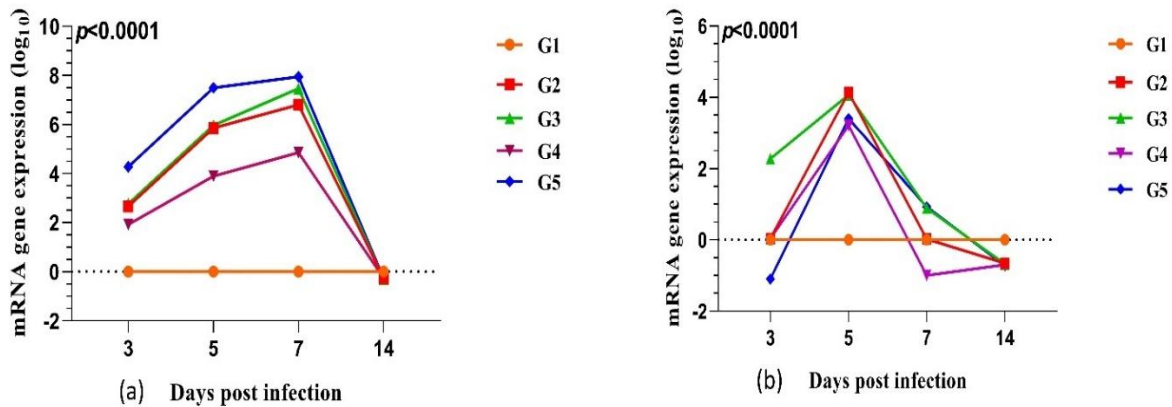 p<0.0001
mRNA gene expression (log10)
10
8
6
4
2
0
-2
3 5 7 14
(a) Days post infection
G1
G2
G3
G4
G5
p<0.0001
mRNA gene expression (log10)
6
4
2
0
-2
3 5 7 14
(b) Days post infection
G1
G2
G3
G4
G5